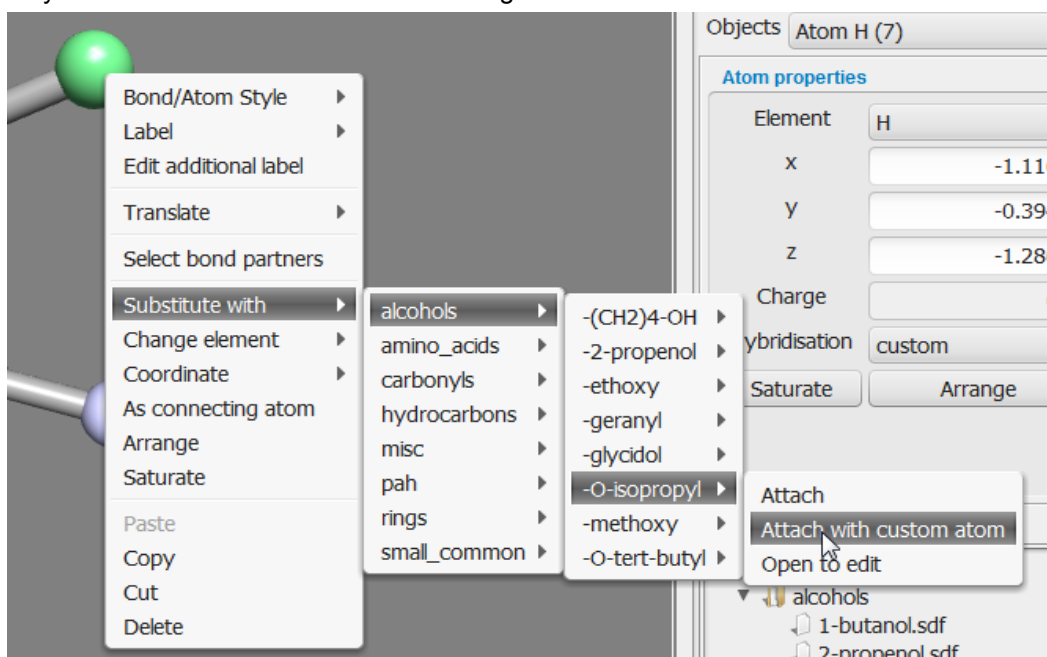 Objects Atom H (7)
Atom properties
Element H
x -1.11
y -0.39
z -1.28
Charge
ybridisation custom
Saturate Arrange
Bond/Atom Style
Label
Edit additional label
Translate
Select bond partners
Substitute with
Change element
Coordinate
As connecting atom
Arrange
Saturate
Paste
Copy
Cut
Delete
alcohols
amino_acids
carbonyls
hydrocarbons
misc
pah
rings
small_common
-(CH2)4-OH
-2-propenol
-ethoxy
-geranyl
-glycidol
-O-isopropyl
-methoxy
-O-tert-butyl
Attach
Attach with custom atom
Open to edit
alcohols
1-butanol.sdf
2-propenol.sdf